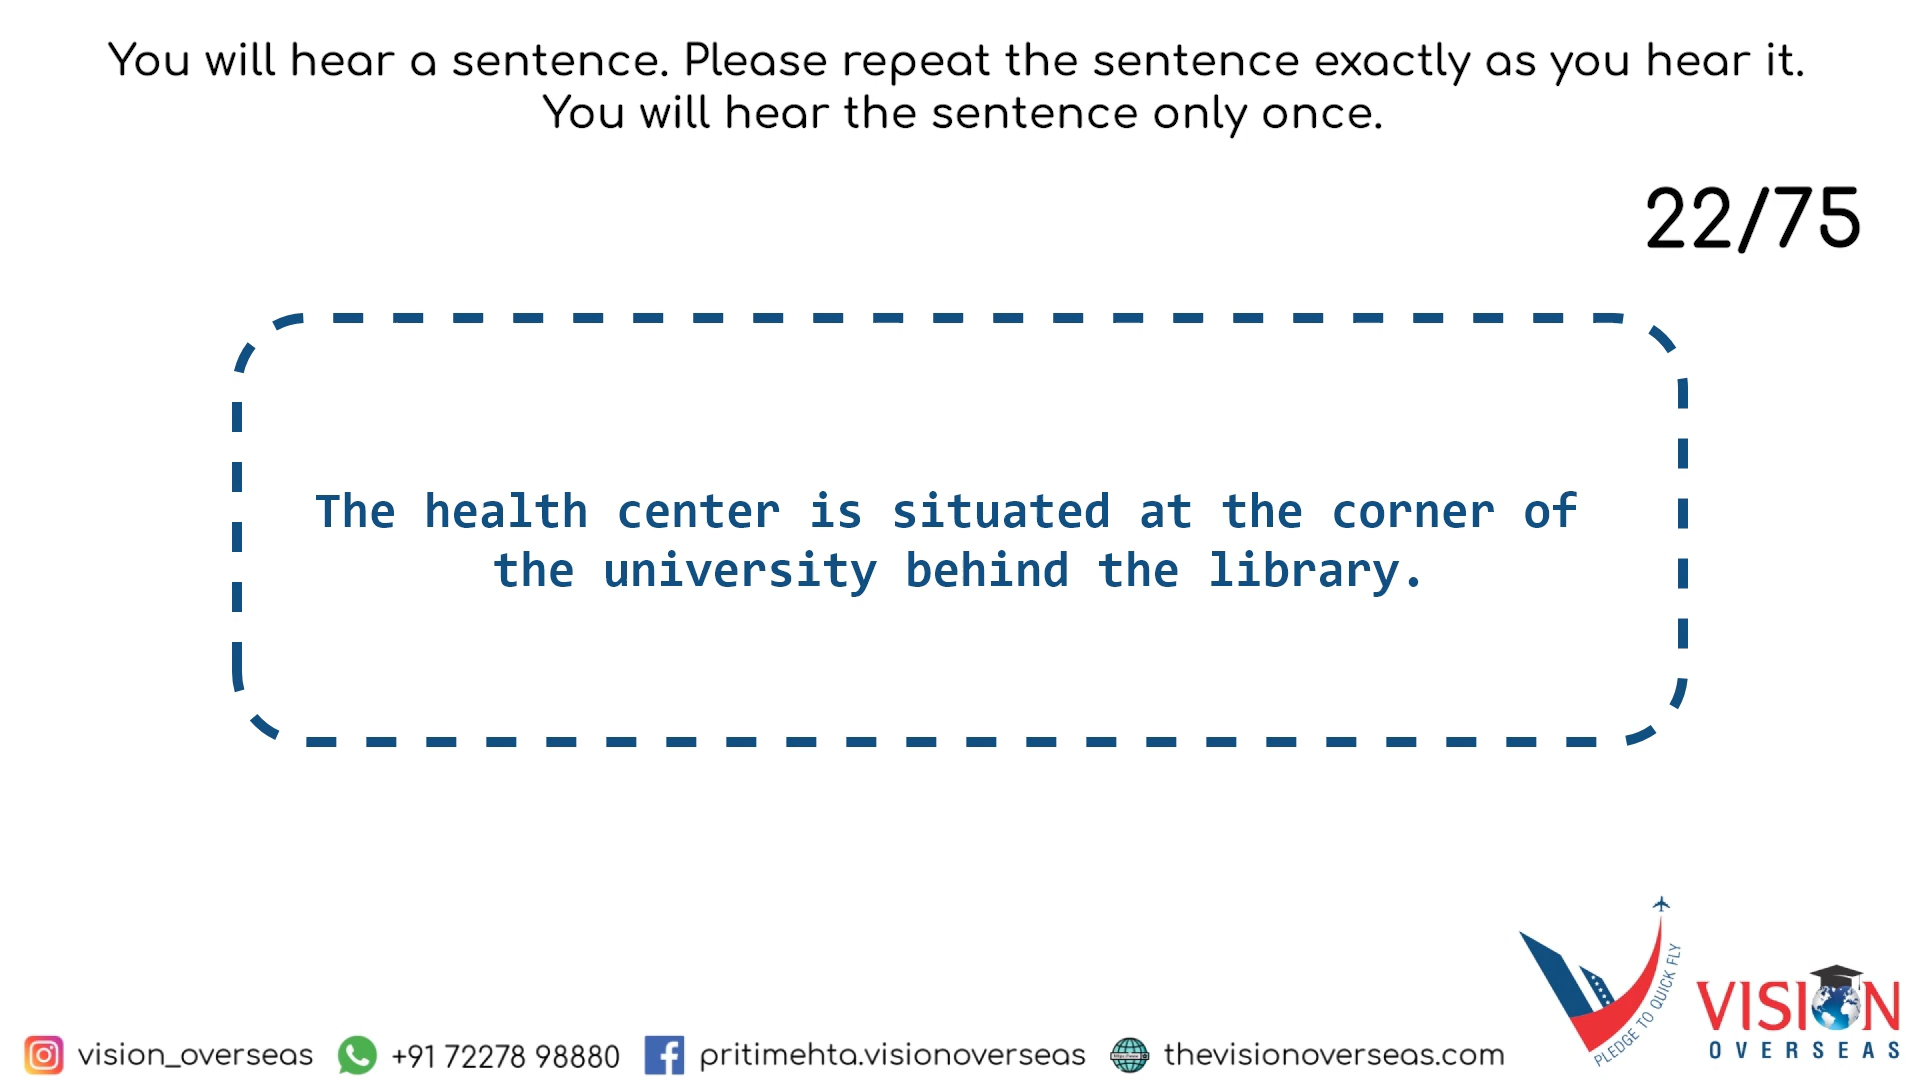 You will hear a sentence. Please repeat the sentence exactly as you hear it.
You will hear the sentence only once.
22/75
The health center is situated at the corner of
the university behind the library.
PLEDGE TO QUICK FLY
VISION
OVERSEAS
vision_overseas
+91 72278 98880
pritimehta.visionoverseas
thevisionoverseas.com